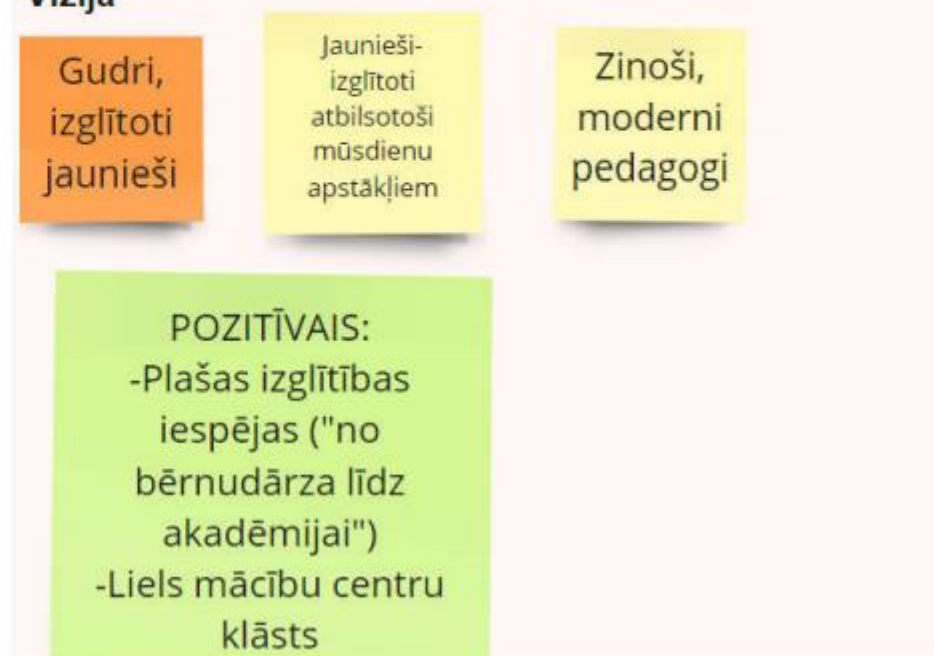 Vīzija
Gudri,
izglītoti
jaunieši
Jaunieši-
izglītoti
atbilsotoši
mūsdienu
apstākļiem
Zinoši,
moderni
pedagogi
POZITĪVAIS:
-Plašas izglītības
iespējas ("no
bērnudārza līdz
akadēmijai")
-Liels mācību centru
klāsts